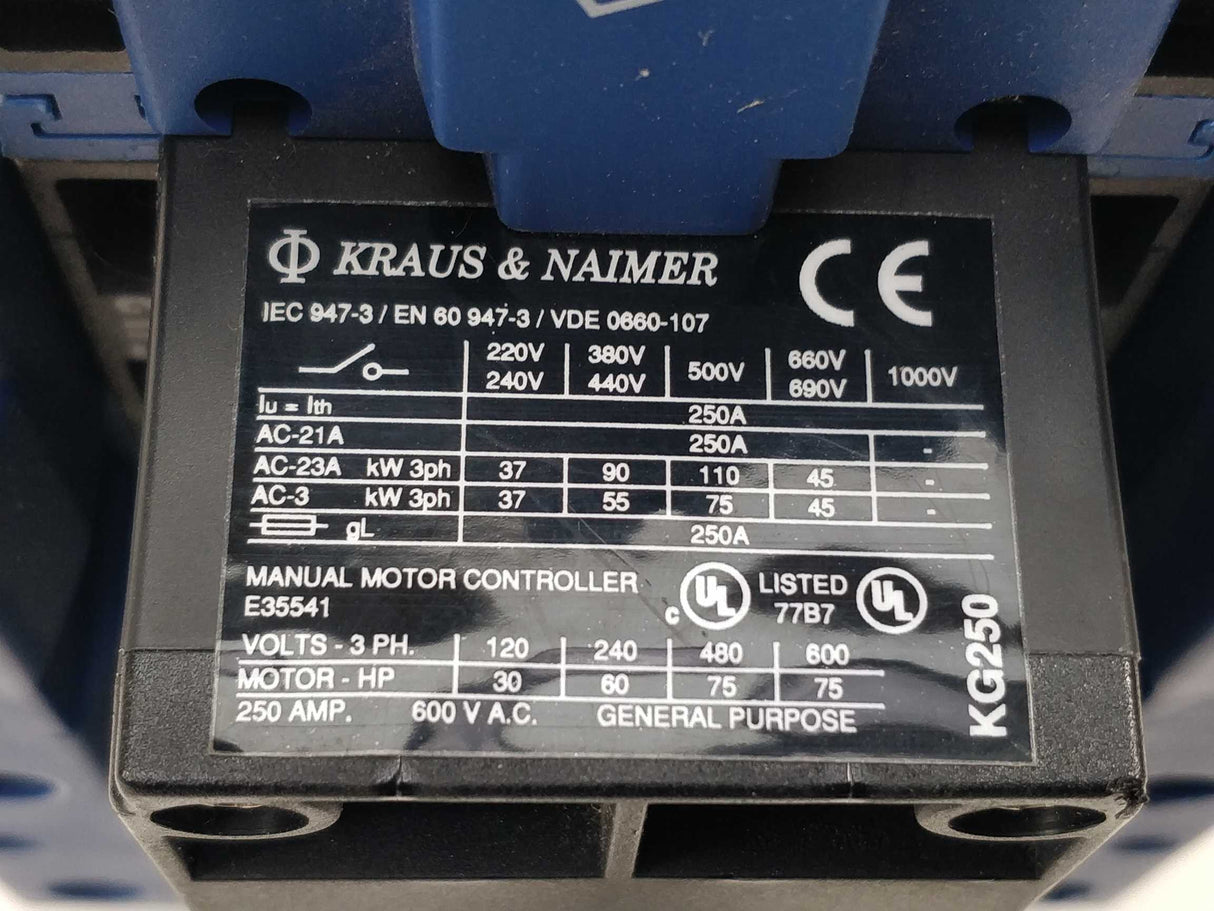 KRAUS & NAIMER CE
IEC 947-3 / EN 60 947-3 / VDE 0660-107
220V 240V 380V 440V 500V 660V 690V 1000V
Iu = Ith 250A
AC-21A 250A -
AC-23A kW 3ph 37 90 110 45 -
AC-3 kW 3ph 37 55 75 45 -
gL 250A
MANUAL MOTOR CONTROLLER c UL LISTED UL
E35541 77B7
VOLTS - 3 PH. 120 240 480 600
MOTOR - HP 30 60 75 75
250 AMP. 600 V A.C. GENERAL PURPOSE
KG250